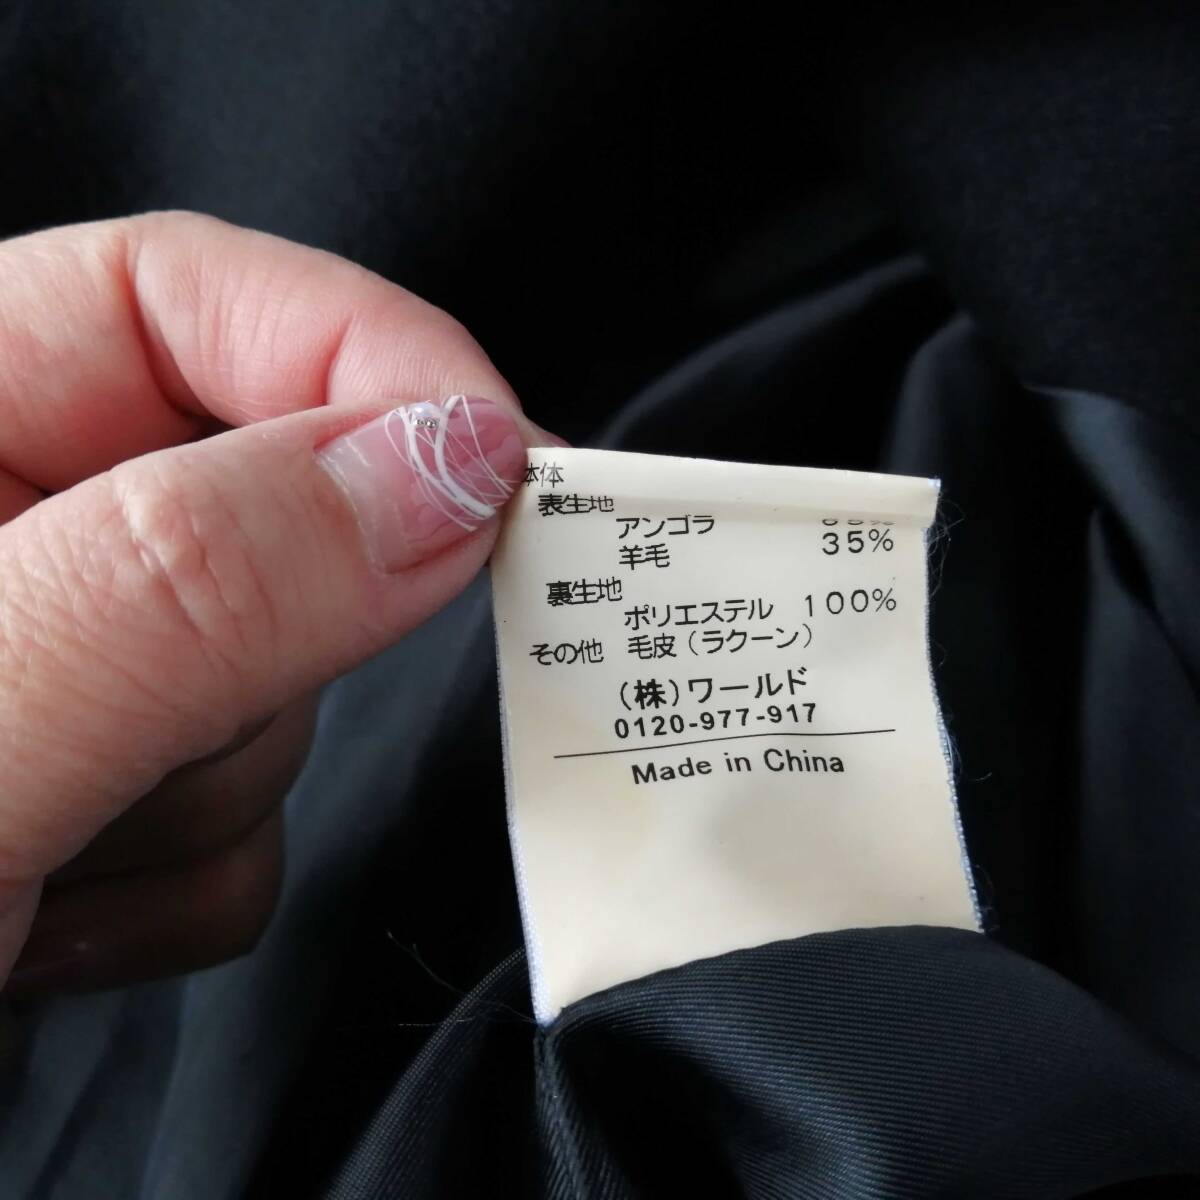 本体
表生地
アンゴラ
羊毛 35%
裏生地
ポリエステル 100%
その他 毛皮(ラクーン)
(株)ワールド
0120-977-917
Made in China